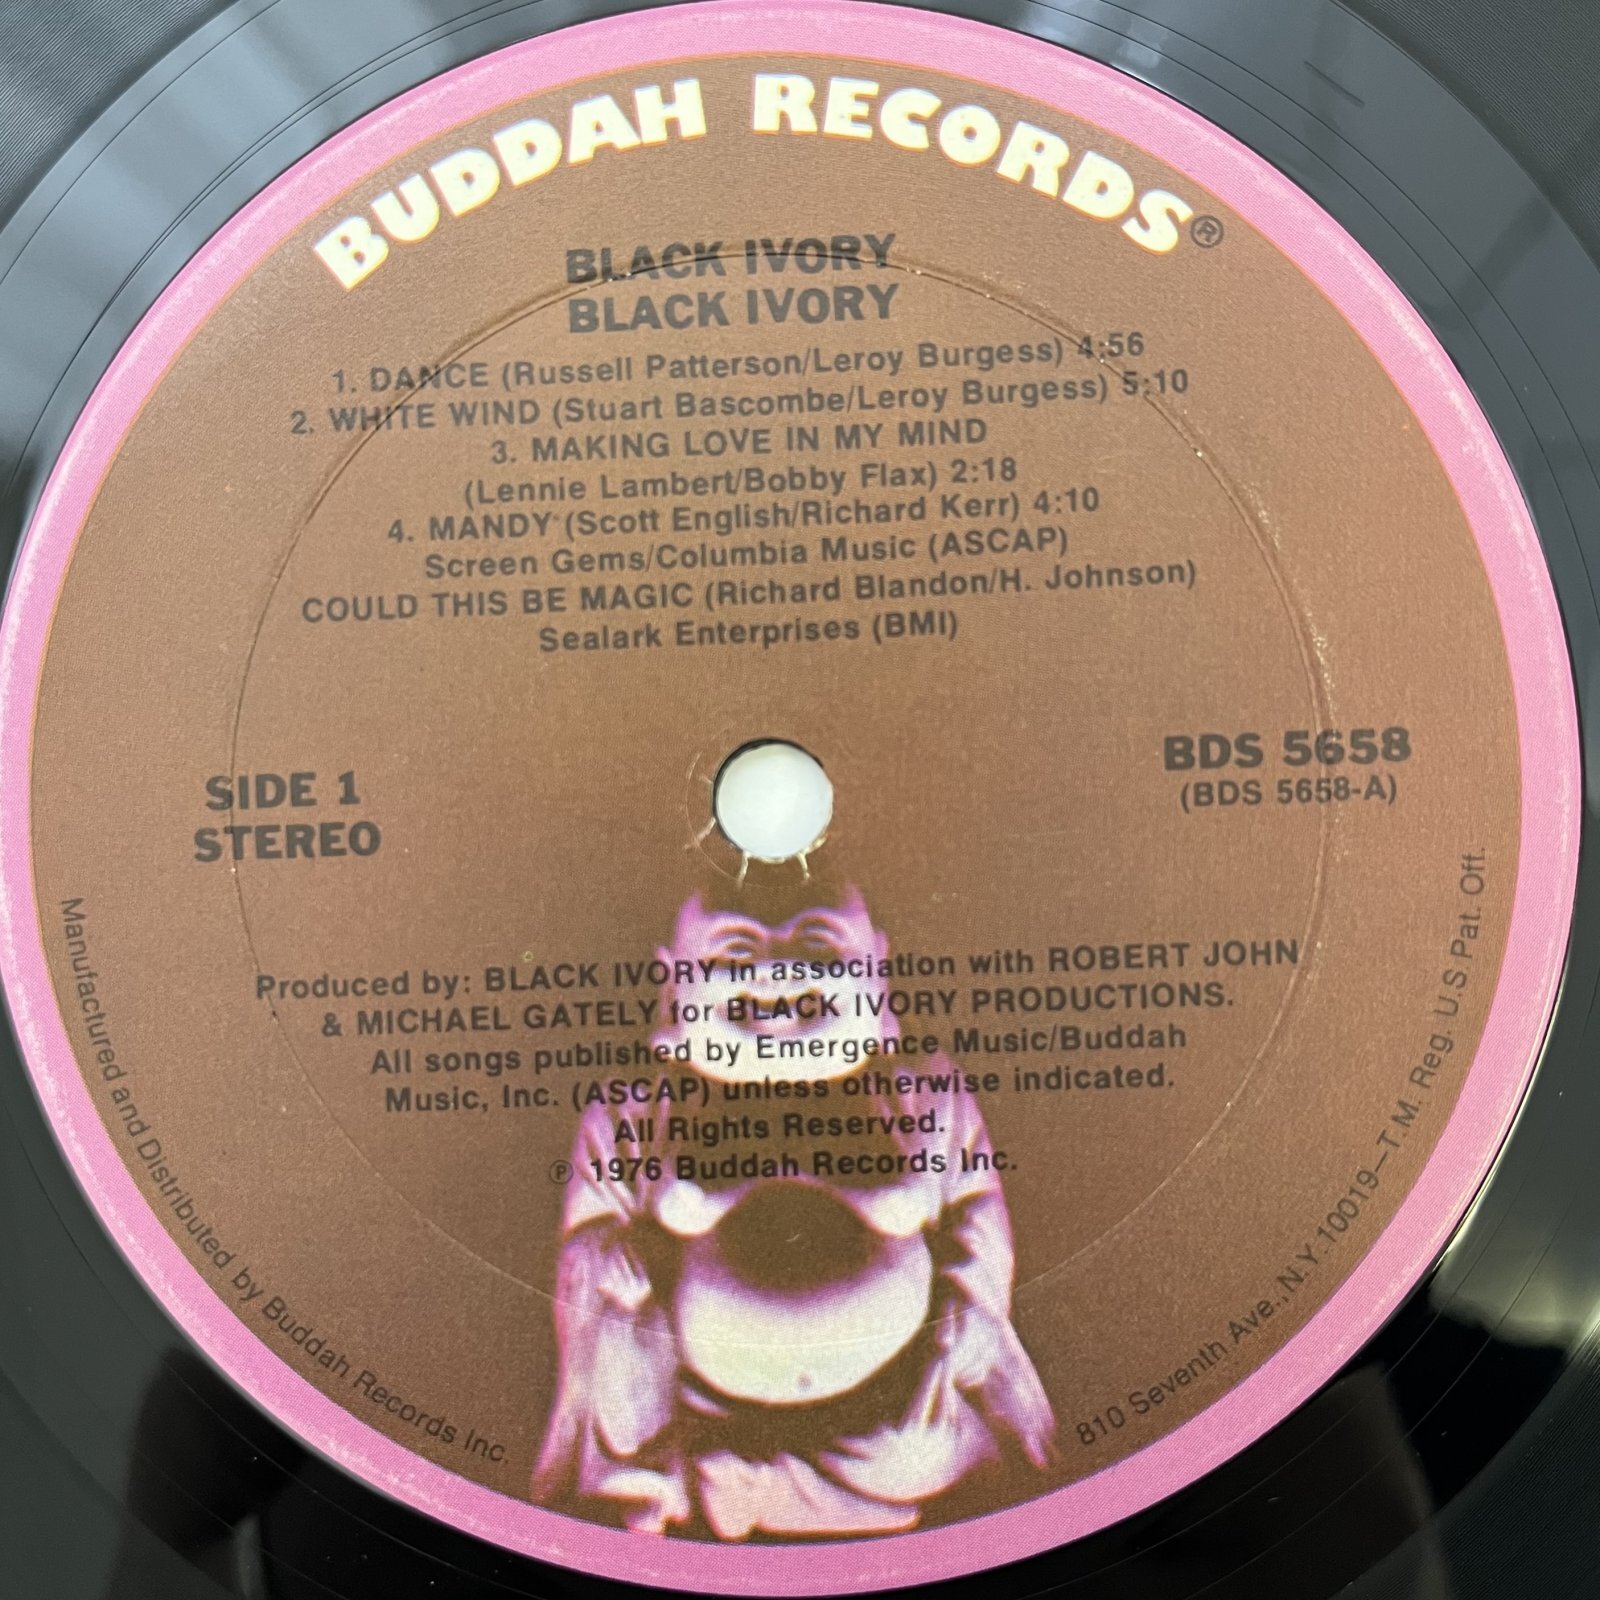 BUDDAH RECORDS®
BLACK IVORY
BLACK IVORY
1. DANCE (Russell Patterson/Leroy Burgess) 4:56
2. WHITE WIND (Stuart Bascombe/Leroy Burgess) 5:10
3. MAKING LOVE IN MY MIND
(Lennie Lambert/Bobby Flax) 2:18
4. MANDY (Scott English/Richard Kerr) 4:10
Screen Gems/Columbia Music (ASCAP)
COULD THIS BE MAGIC (Richard Blandon/H. Johnson)
Sealark Enterprises (BMI)
SIDE 1
STEREO
BDS 5658
(BDS 5658-A)
Produced by: BLACK IVORY in association with ROBERT JOHN
& MICHAEL GATELY for BLACK IVORY PRODUCTIONS.
All songs published by Emergence Music/Buddah
Music, Inc. (ASCAP) unless otherwise indicated.
All Rights Reserved.
℗ 1976 Buddah Records Inc.
Manufactured and Distributed by Buddah Records Inc.
810 Seventh Ave., N.Y. 10019—T.M. Reg. U.S Pat. Off.